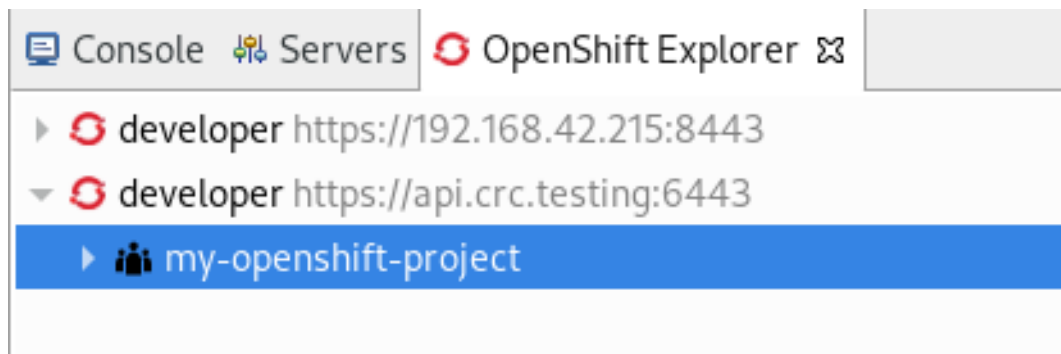 Console Servers OpenShift Explorer
developer https://192.168.42.215:8443
developer https://api.crc.testing:6443
my-openshift-project